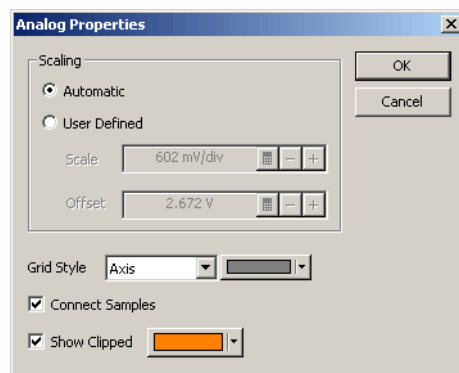 Analog Properties
Scaling
OK
Automatic
Cancel
User Defined
Scale 602 mV/div - +
Offset 2.672 V - +
Grid Style Axis
Connect Samples
Show Clipped